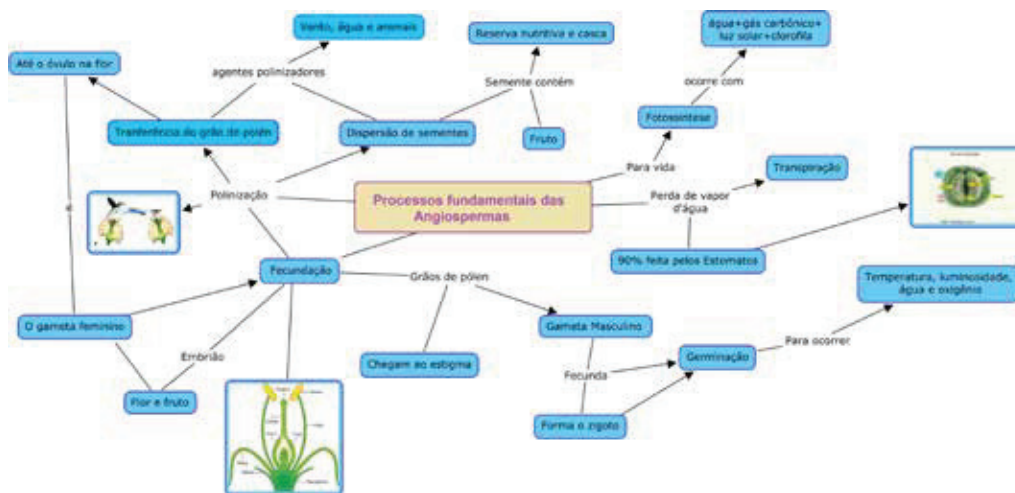 Vento, água e animais
Reserva nutritiva e casca
água+gás carbônico+
luz solar+clorofila
Até o óvulo na flor
agentes polinizadores
Semente contém
ocorre com
Tranferência do grão de polén
Dispersão de sementes
Fruto
Fotossíntese
Para vida
Transpiração
Polinização
Processos fundamentais das
Angiospermas
Perda de vapor
d'água
90% feita pelos Estomatos
Fecundação
Grãos de pólen
Temperatura, luminosidade,
água e oxigênio
O gameta feminino
Gameta Masculino
Embrião
Chegam ao estigma
Fecunda
Germinação
Para ocorrer
Flor e fruto
Forma o zigoto